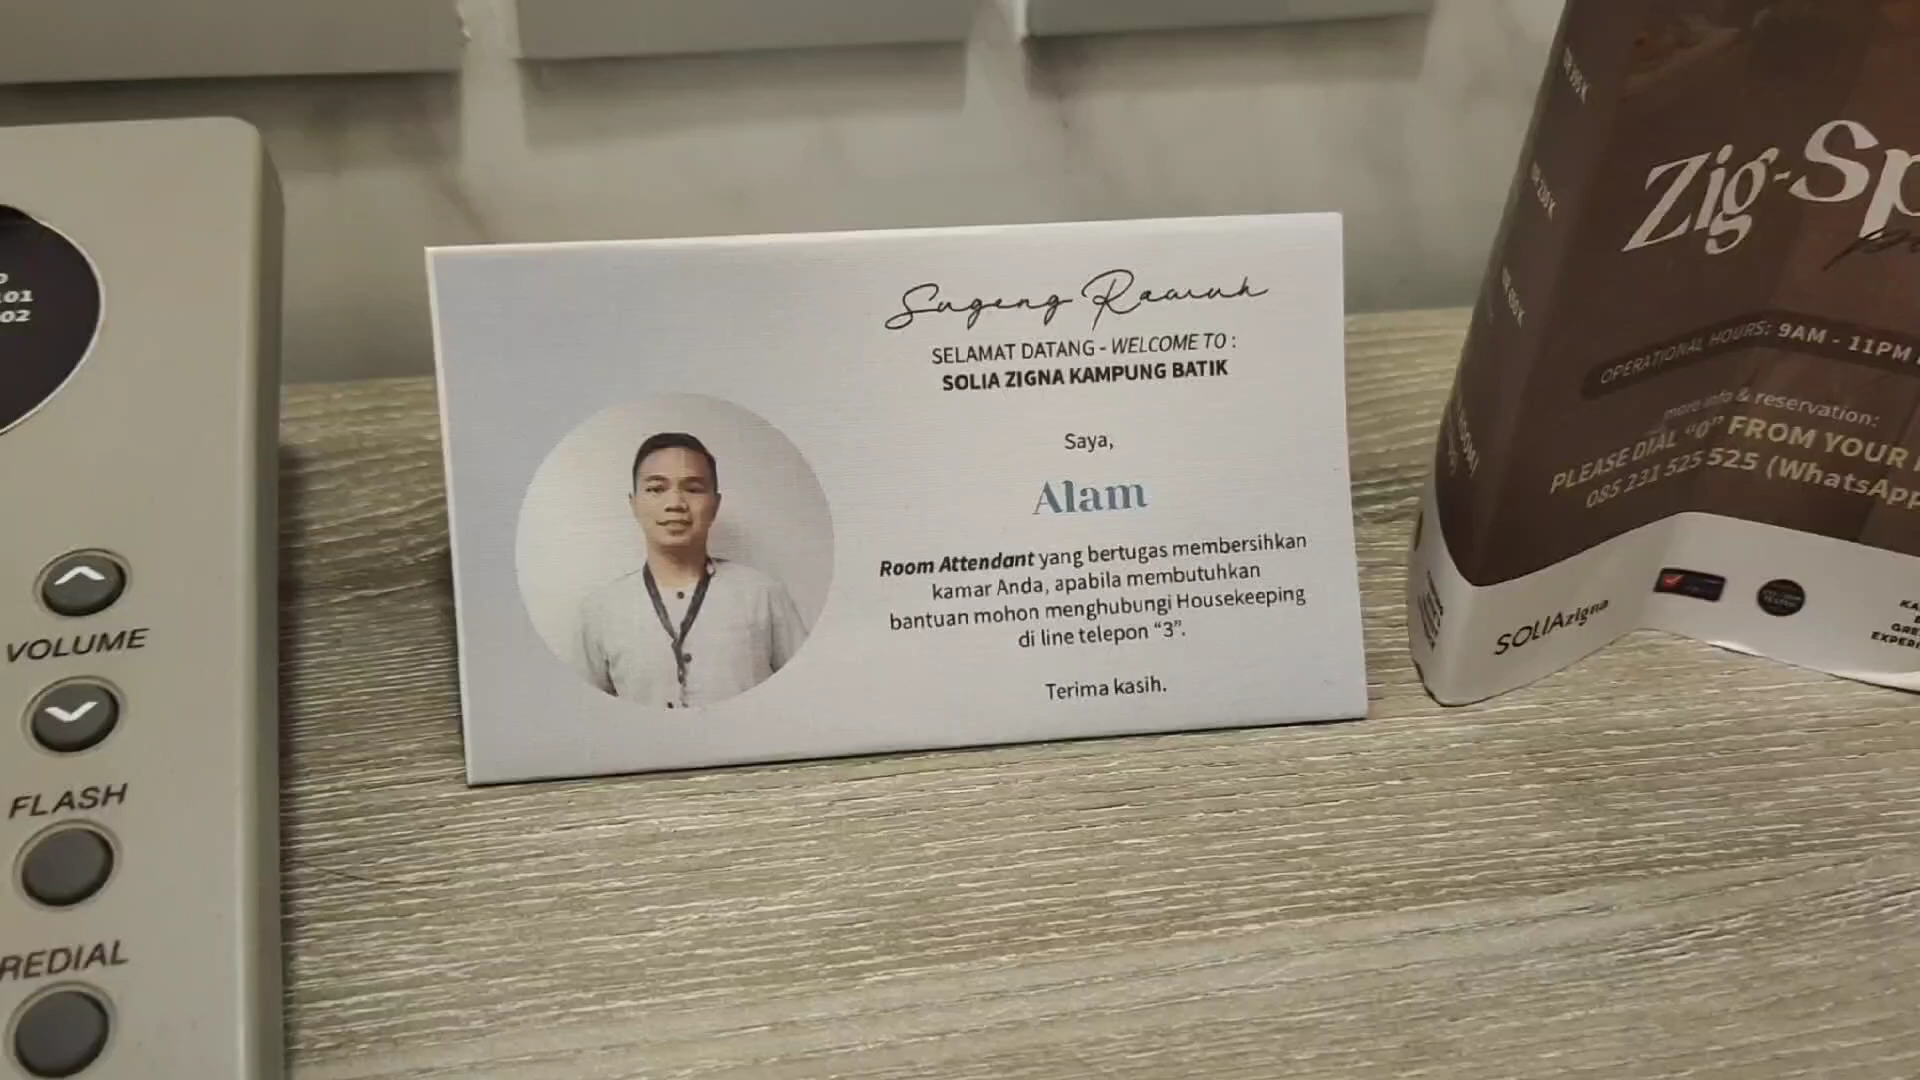 01
02
VOLUME
FLASH
REDIAL
Sugeng Rawuh
SELAMAT DATANG - WELCOME TO :
SOLIA ZIGNA KAMPUNG BATIK
Saya,
Alam
Room Attendant yang bertugas membersihkan
kamar Anda, apabila membutuhkan
bantuan mohon menghubungi Housekeeping
di line telepon “3”.
Terima kasih.
Zig-Sp
OPERATIONAL HOURS: 9AM - 11PM
more info & reservation:
PLEASE DIAL “0” FROM YOUR
085 231 525 525 (WhatsApp
SOLIAzigna